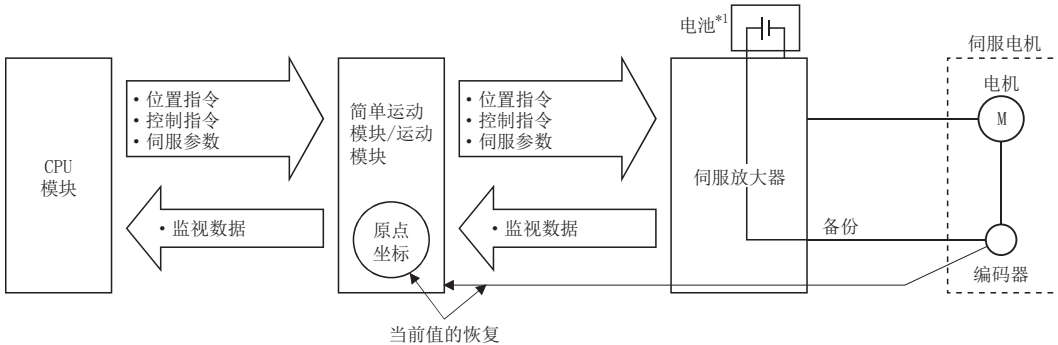 电池*1
伺服电机
电机
M
• 位置指令
• 控制指令
• 伺服参数
简单运动
模块/运动
模块
• 位置指令
• 控制指令
• 伺服参数
CPU
模块
伺服放大器
• 监视数据
原点
坐标
• 监视数据
备份
编码器
当前值的恢复